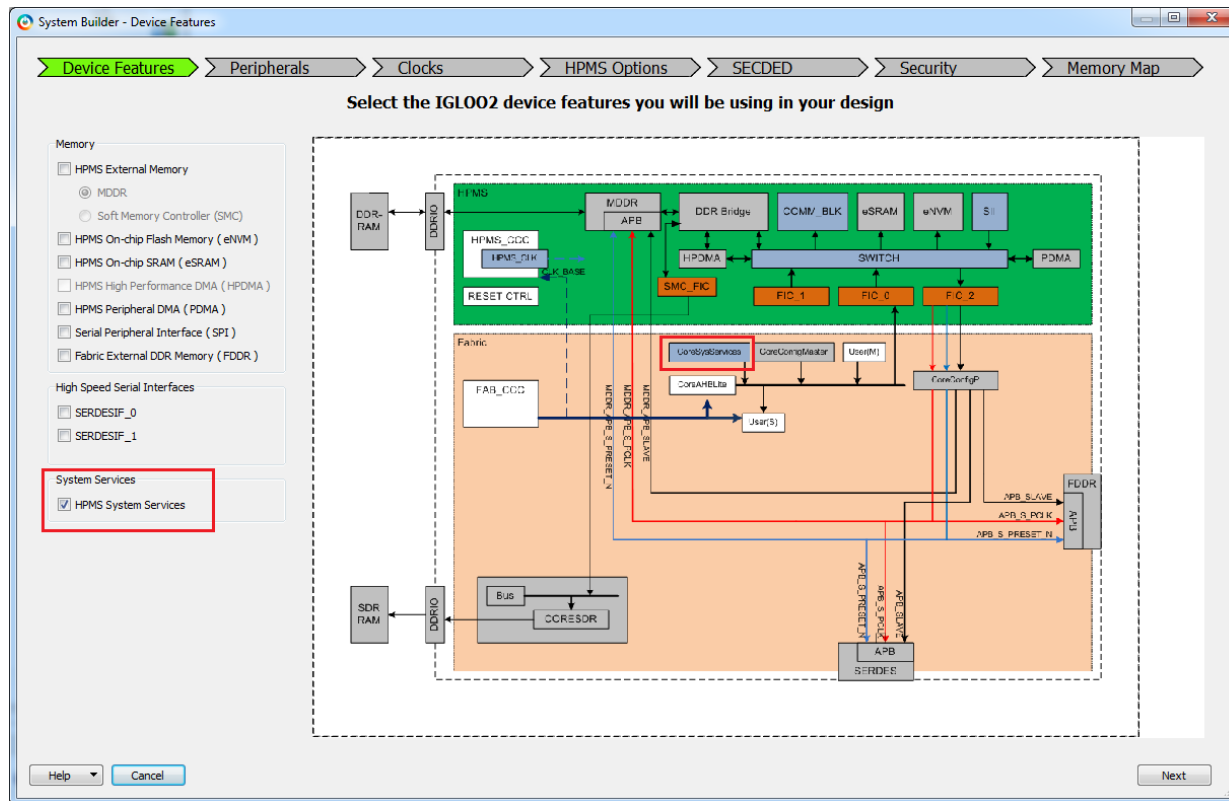 System Builder - Device Features
Device Features
Peripherals
Clocks
HPMS Options
SECDED
Security
Memory Map
Select the IGLOO2 device features you will be using in your design
Memory
HPMS External Memory
MDDR
Soft Memory Controller (SMC)
HPMS On-chip Flash Memory ( eNVM )
HPMS On-chip SRAM ( eSRAM )
HPMS High Performance DMA ( HPDMA )
HPMS Peripheral DMA ( PDMA )
Serial Peripheral Interface ( SPI )
Fabric External DDR Memory ( FDDR )
High Speed Serial Interfaces
SERDESIF_0
SERDESIF_1
System Services
HPMS System Services
DDR-
RAM
DDRIO
HPMS
MDDR
APB
DDR Bridge
COMM_BLK
eSRAM
eNVM
SII
HPMS_CCC
HPMS_CLK
CLK_BASE
RESET CTRL
HPDMA
SWITCH
PDMA
SMC_FIC
FIC_1
FIC_0
FIC_2
Fabric
FAB_CCC
CoreSysServices
CoreConfigMaster
User(M)
CoreAHBLite
User(S)
CoreConfigP
MDDR_APB_S_PRESET_N
MDDR_APB_S_PCLK
MDDR_APB_SLAVE
FDDR
APB
APB_SLAVE
APB_S_PCLK
APB_S_PRESET_N
SDR
RAM
DDRIO
Bus
CORESDR
APB_S_PRESET_N
APB_S_PCLK
APB_SLAVE
APB
SERDES
Help
Cancel
Next